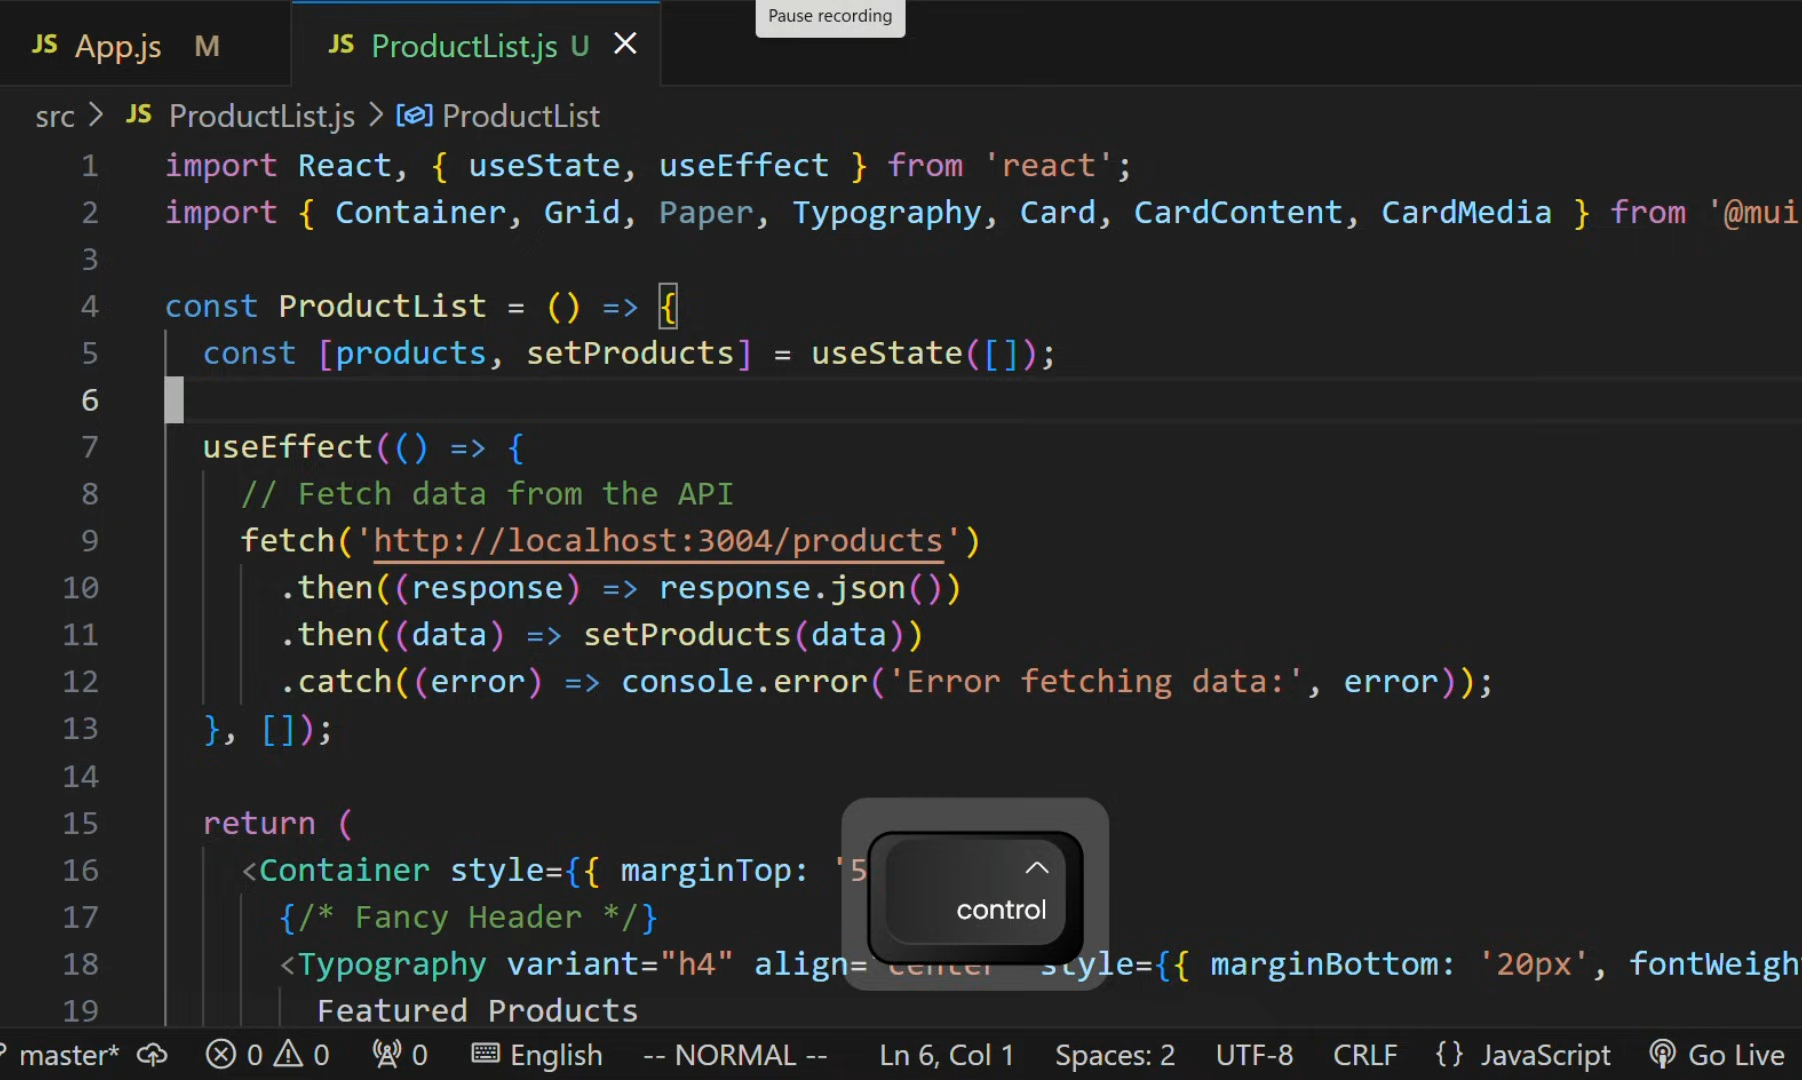 Pause recording
JS App.js M JS ProductList.js U
src > JS ProductList.js > ProductList
1 import React, { useState, useEffect } from 'react';
2 import { Container, Grid, Paper, Typography, Card, CardContent, CardMedia } from '@mui
3
4 const ProductList = () => {
5 const [products, setProducts] = useState([]);
6
7 useEffect(() => {
8 // Fetch data from the API
9 fetch('http://localhost:3004/products')
10 .then((response) => response.json())
11 .then((data) => setProducts(data))
12 .catch((error) => console.error('Error fetching data:', error));
13 }, []);
14
15 return (
16 <Container style={{ marginTop: '5
17 {/* Fancy Header */}
18 <Typography variant="h4" align="center" style={{ marginBottom: '20px', fontWeigh
19 Featured Products
^
control
master* 0 0 0 English -- NORMAL -- Ln 6, Col 1 Spaces: 2 UTF-8 CRLF {} JavaScript Go Live